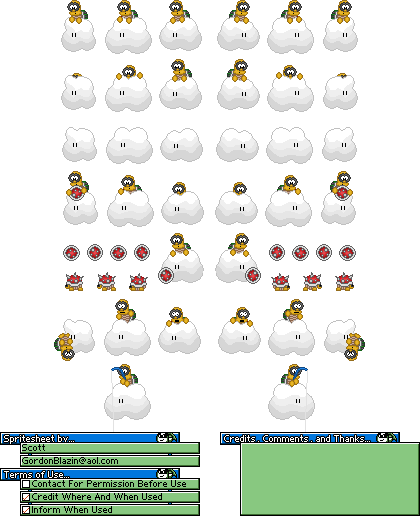 Spritesheet by...
Scott
GordonBlazin@aol.com
Terms of Use...
Contact For Permission Before Use
Credit Where And When Used
Inform When Used
Credits.. Comments.. and Thanks...